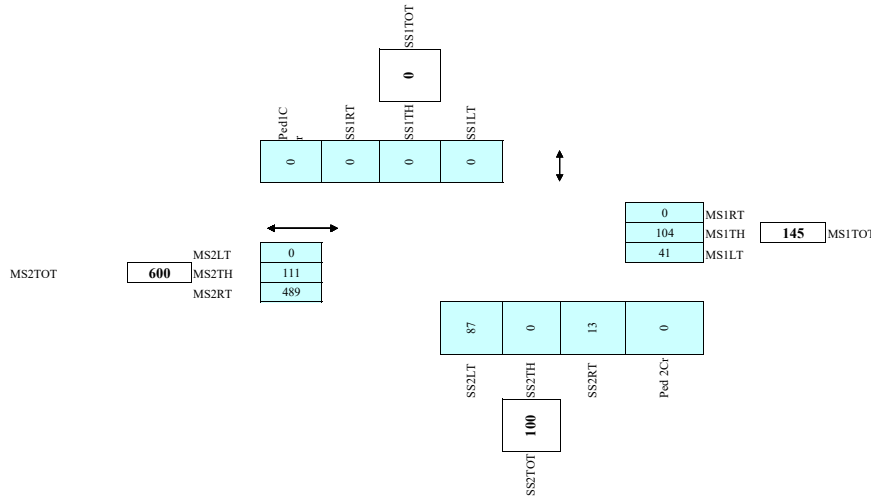 SS1TOT
0
Ped1C
r
SS1RT
SS1TH
SS1LT
0
0
0
0
0
MS1RT
104
MS1TH
145
MS1TOT
41
MS1LT
MS2LT
0
MS2TOT
600
MS2TH
111
MS2RT
489
87
0
13
0
SS2LT
SS2TH
SS2RT
Ped 2Cr
100
SS2TOT